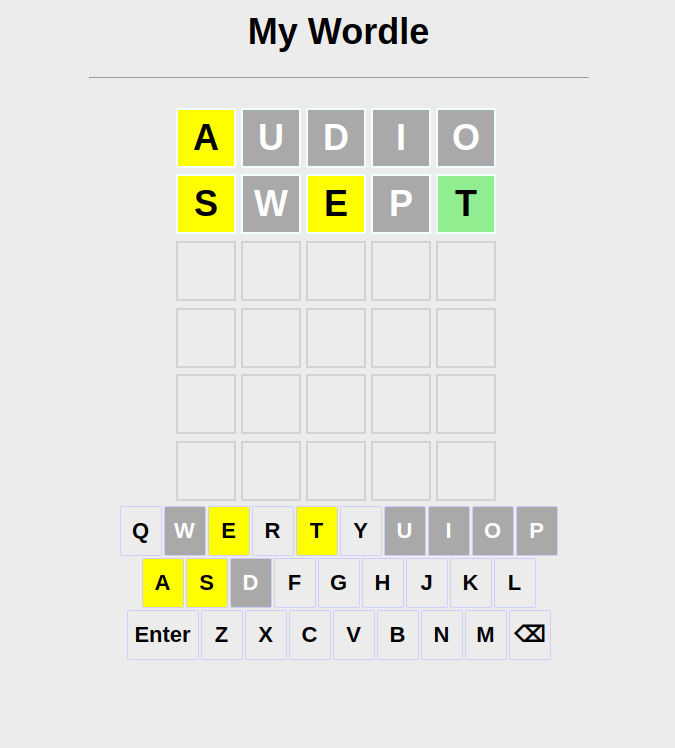 My Wordle
A U D I O
S W E P T
Q W E R T Y U I O P
A S D F G H J K L
Enter Z X C V B N M ⌫